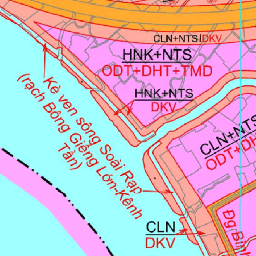 CLN+NTS/DKV
HNK+NTS
ODT+DHT+TMD
HNK+NTS
DKV
Kè ven sông Soài Rạp
(rạch Bông Giềng Lớn-Kênh
Tân)
CLN+NTS
ODT+DH
CLN
DKV